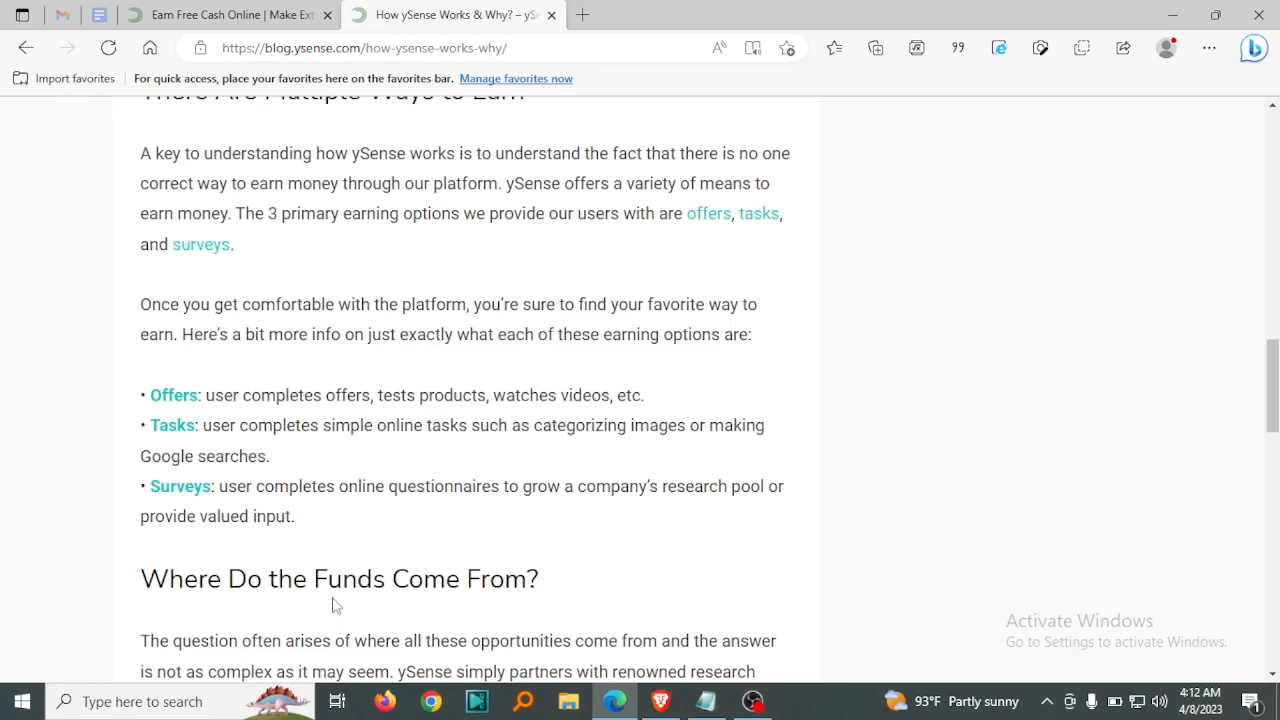 Earn Free Cash Online | Make Ext
How ySense Works & Why? – ySe
https://blog.ysense.com/how-ysense-works-why/
Import favorites
For quick access, place your favorites here on the favorites bar. Manage favorites now
There Are Multiple Ways to Earn
A key to understanding how ySense works is to understand the fact that there is no one
correct way to earn money through our platform. ySense offers a variety of means to
earn money. The 3 primary earning options we provide our users with are offers, tasks,
and surveys.
Once you get comfortable with the platform, you’re sure to find your favorite way to
earn. Here’s a bit more info on just exactly what each of these earning options are:
• Offers: user completes offers, tests products, watches videos, etc.
• Tasks: user completes simple online tasks such as categorizing images or making
Google searches.
• Surveys: user completes online questionnaires to grow a company’s research pool or
provide valued input.
Where Do the Funds Come From?
The question often arises of where all these opportunities come from and the answer
is not as complex as it may seem. ySense simply partners with renowned research
Activate Windows
Go to Settings to activate Windows.
Type here to search
93°F Partly sunny
4:12 AM
4/8/2023
1